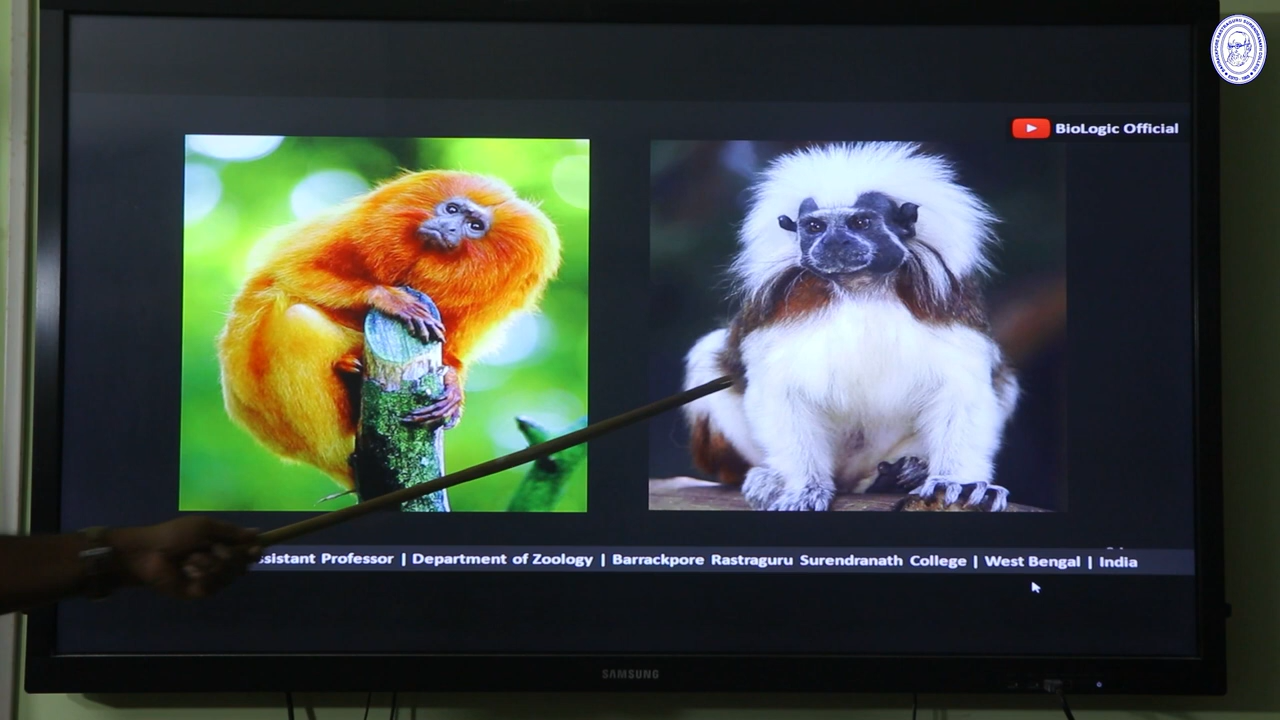 BioLogic Official
ssistant Professor | Department of Zoology | Barrackpore Rastraguru Surendranath College | West Bengal | India
SAMSUNG